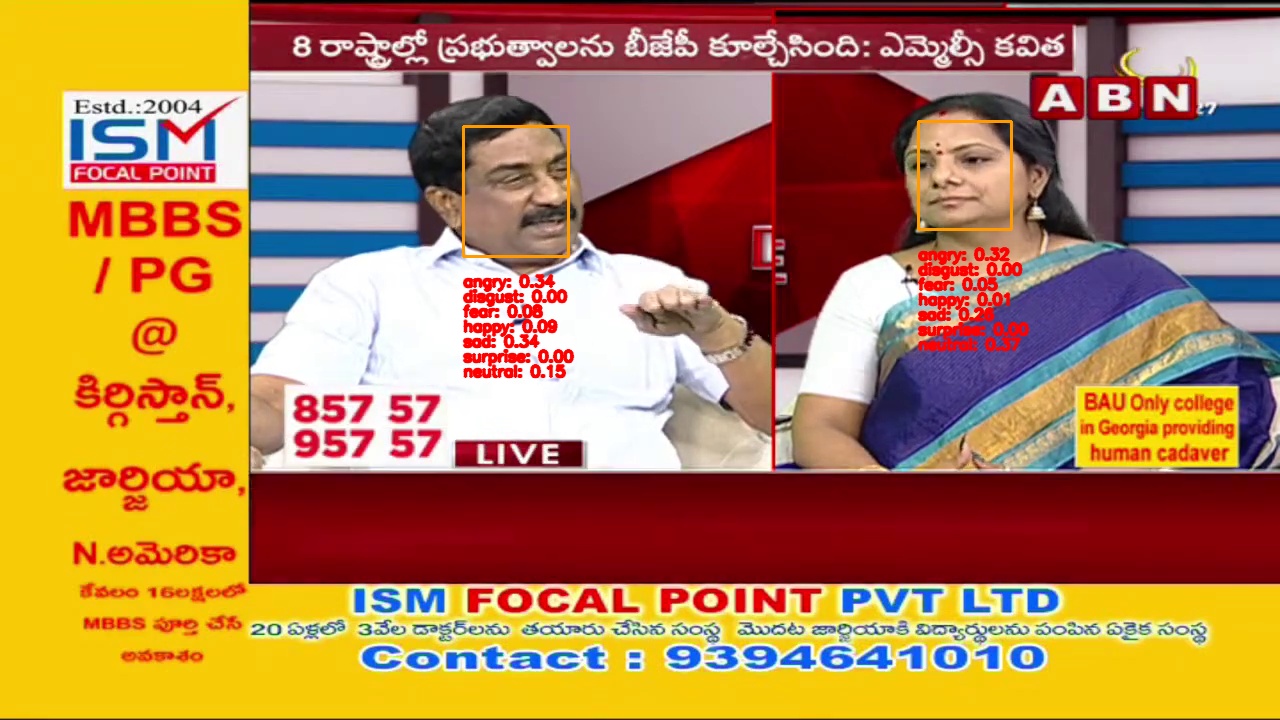 8 రాష్ట్రాల్లో ప్రభుత్వాలను బీజేపీ కూల్చేసింది: ఎమ్మెల్సీ కవిత
ABN
27
Estd.:2004
ISM
FOCAL POINT
MBBS
/ PG
@
కిర్గిస్తాన్,
జార్జియా,
N.అమెరికా
కేవలం 16లక్షలలో
MBBS పూర్తి చేసే
అవకాశం
angry: 0.34
disgust: 0.00
fear: 0.08
happy: 0.09
sad: 0.34
surprise: 0.00
neutral: 0.15
angry: 0.32
disgust: 0.00
fear: 0.05
happy: 0.01
sad: 0.26
surprise: 0.00
neutral: 0.37
857 57
957 57
LIVE
BAU Only college
in Georgia providing
human cadaver
ISM FOCAL POINT PVT LTD
20 ఏళ్లలో 3వేల డాక్టర్‌లను తయారు చేసిన సంస్థ మొదట జార్జియాకి విద్యార్థులను పంపిన ఏకైక సంస్థ
Contact : 9394641010